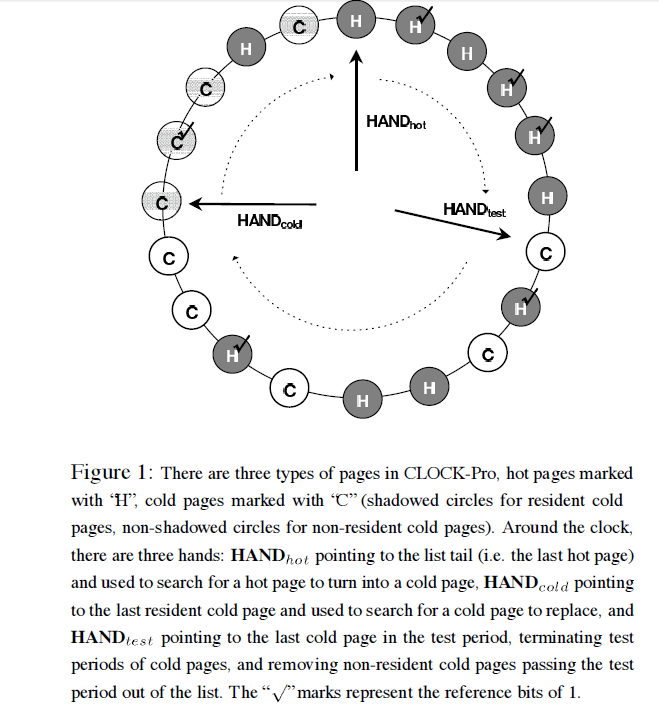 C H H✓
H H
C H✓
HANDhot
C✓ H✓
C H
HANDtest
HANDcold
C C
C H✓
H✓ C
C H H
Figure 1: There are three types of pages in CLOCK-Pro, hot pages marked
with “H”, cold pages marked with “C” (shadowed circles for resident cold
pages, non-shadowed circles for non-resident cold pages). Around the clock,
there are three hands: HANDhot pointing to the list tail (i.e. the last hot page)
and used to search for a hot page to turn into a cold page, HANDcold pointing
to the last resident cold page and used to search for a cold page to replace, and
HANDtest pointing to the last cold page in the test period, terminating test
periods of cold pages, and removing non-resident cold pages passing the test
period out of the list. The “√” marks represent the reference bits of 1.